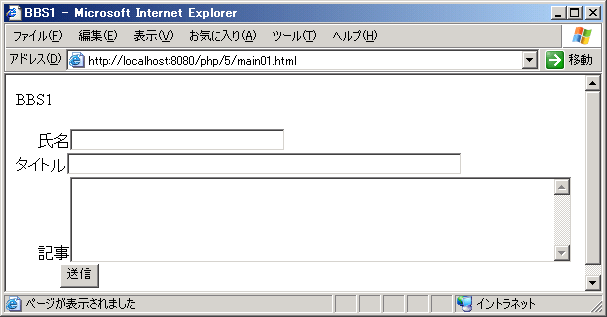 BBS1 - Microsoft Internet Explorer
ファイル(F) 編集(E) 表示(V) お気に入り(A) ツール(T) ヘルプ(H)
アドレス(D) http://localhost:8080/php/5/main01.html 移動
BBS1
氏名
タイトル
記事
送信
ページが表示されました イントラネット